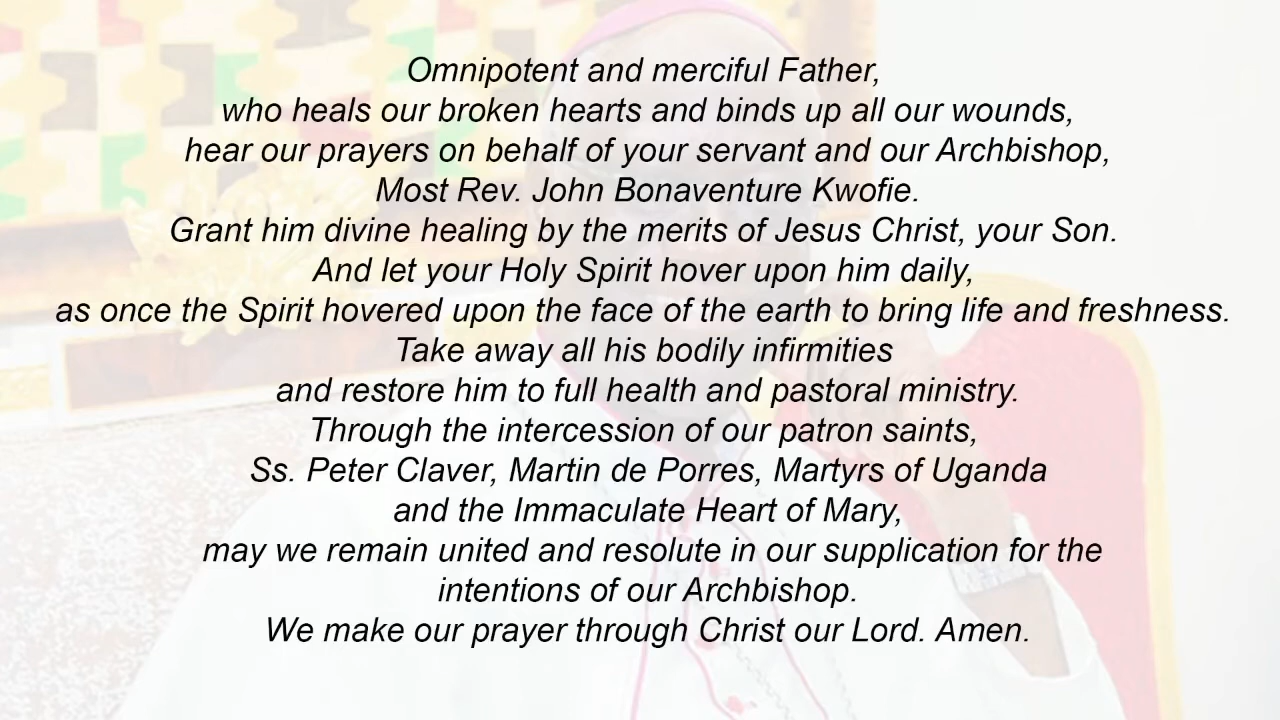 Omnipotent and merciful Father,
who heals our broken hearts and binds up all our wounds,
hear our prayers on behalf of your servant and our Archbishop,
Most Rev. John Bonaventure Kwofie.
Grant him divine healing by the merits of Jesus Christ, your Son.
And let your Holy Spirit hover upon him daily,
as once the Spirit hovered upon the face of the earth to bring life and freshness.
Take away all his bodily infirmities
and restore him to full health and pastoral ministry.
Through the intercession of our patron saints,
Ss. Peter Claver, Martin de Porres, Martyrs of Uganda
and the Immaculate Heart of Mary,
may we remain united and resolute in our supplication for the
intentions of our Archbishop.
We make our prayer through Christ our Lord. Amen.